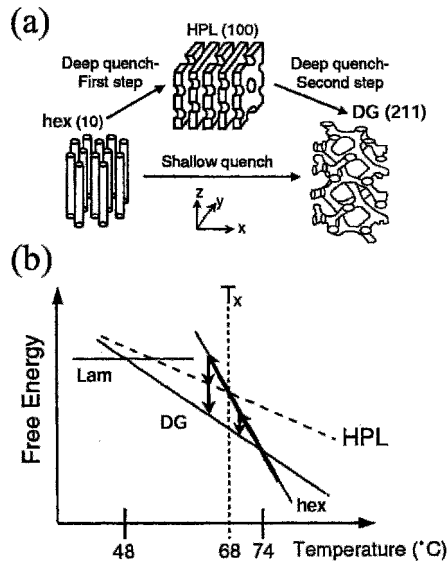 (a)
HPL (100)
Deep quench-
First step
Deep quench-
Second step
hex (10)
DG (211)
Shallow quench
z
y
x
(b)
Tx
Free Energy
Lam
DG
HPL
hex
48
68
74
Temperature (°C)